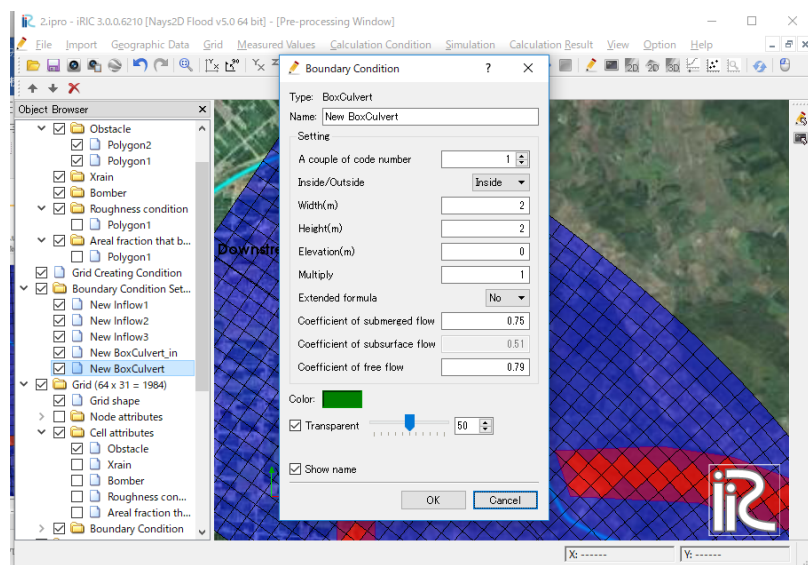 2.ipro - iRIC 3.0.0.6210 [Nays2D Flood v5.0 64 bit] - [Pre-processing Window]
File Import Geographic Data Grid Measured Values Calculation Condition Simulation Calculation Result View Option Help
Object Browser
Obstacle
Polygon2
Polygon1
Xrain
Bomber
Roughness condition
Polygon1
Areal fraction that b...
Polygon1
Grid Creating Condition
Boundary Condition Set...
New Inflow1
New Inflow2
New Inflow3
New BoxCulvert_in
New BoxCulvert
Grid (64 x 31 = 1984)
Grid shape
Node attributes
Cell attributes
Obstacle
Xrain
Bomber
Roughness con...
Areal fraction th...
Boundary Condition
Downstre
Boundary Condition ?
Type: BoxCulvert
Name: New BoxCulvert
Setting
A couple of code number 1
Inside/Outside Inside
Width(m) 2
Height(m) 2
Elevation(m) 0
Multiply 1
Extended formula No
Coefficient of submerged flow 0.75
Coefficient of subsurface flow 0.51
Coefficient of free flow 0.79
Color:
Transparent 50
Show name
OK Cancel
iRIC
X: ------ Y: ------